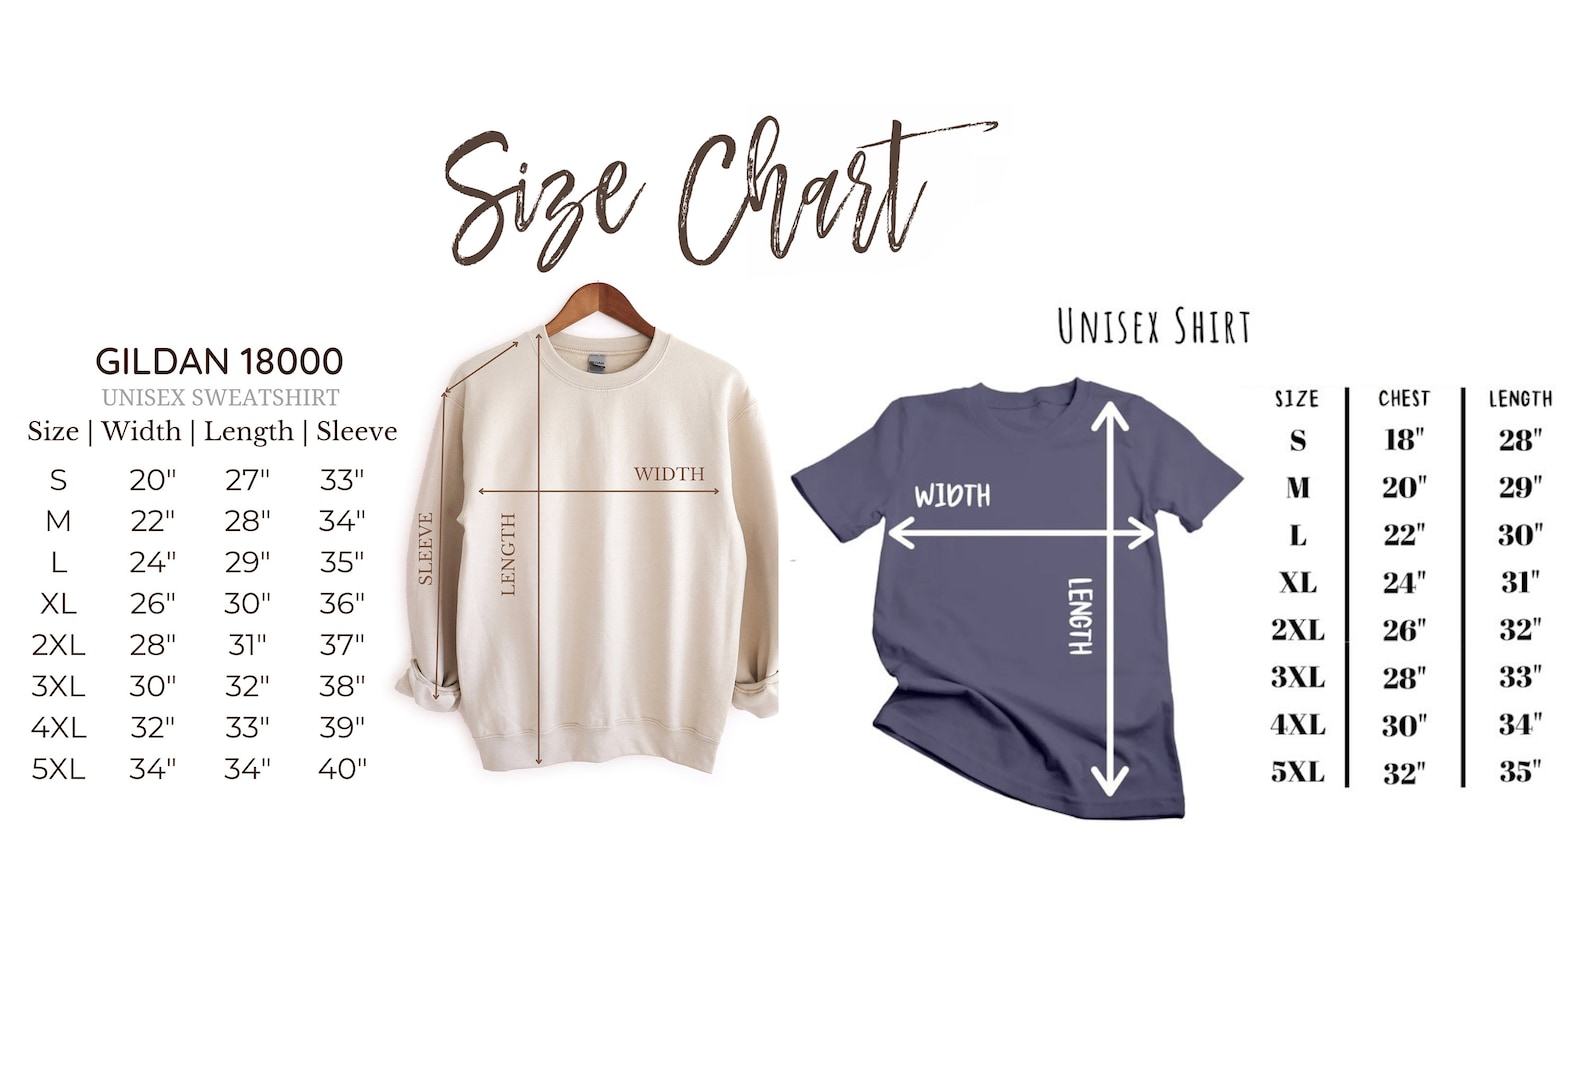 Size Chart
GILDAN 18000
UNISEX SWEATSHIRT
Size | Width | Length | Sleeve
S 20" 27" 33"
M 22" 28" 34"
L 24" 29" 35"
XL 26" 30" 36"
2XL 28" 31" 37"
3XL 30" 32" 38"
4XL 32" 33" 39"
5XL 34" 34" 40"
WIDTH
SLEEVE
LENGTH
UNISEX SHIRT
WIDTH
LENGTH
SIZE CHEST LENGTH
S 18" 28"
M 20" 29"
L 22" 30"
XL 24" 31"
2XL 26" 32"
3XL 28" 33"
4XL 30" 34"
5XL 32" 35"